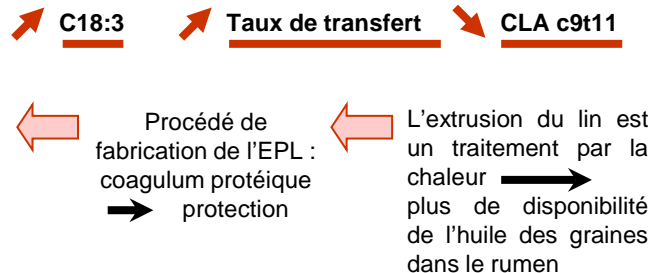 C18:3 Taux de transfert CLA c9t11
Procédé de
fabrication de l'EPL :
coagulum protéique
protection
L'extrusion du lin est
un traitement par la
chaleur
plus de disponibilité
de l'huile des graines
dans le rumen